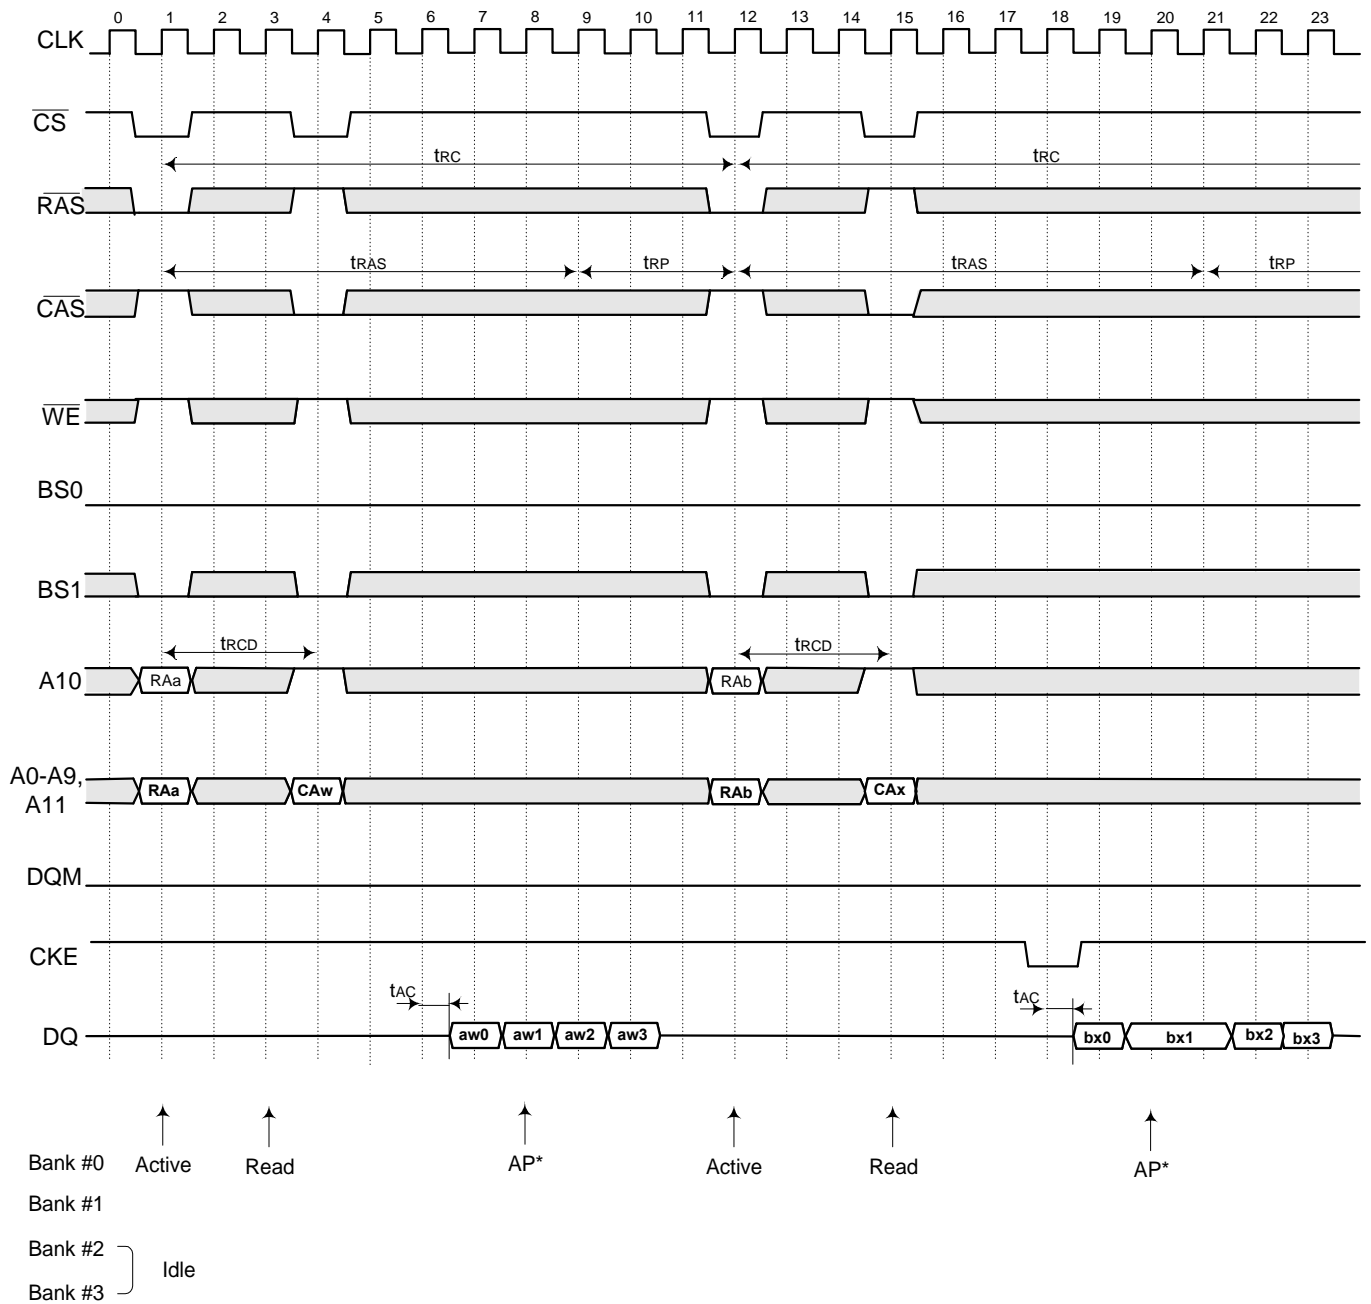 0 1 2 3 4 5 6 7 8 9 10 11 12 13 14 15 16 17 18 19 20 21 22 23
CLK
CS
tRC tRC
RAS
tRAS tRP tRAS tRP
CAS
WE
BS0
BS1
tRCD tRCD
A10 RAa RAb
A0-A9,
A11
RAa CAw RAb CAx
DQM
CKE
tAC tAC
DQ aw0 aw1 aw2 aw3 bx0 bx1 bx2 bx3
Bank #0 Active Read AP* Active Read AP*
Bank #1
Bank #2
Idle
Bank #3